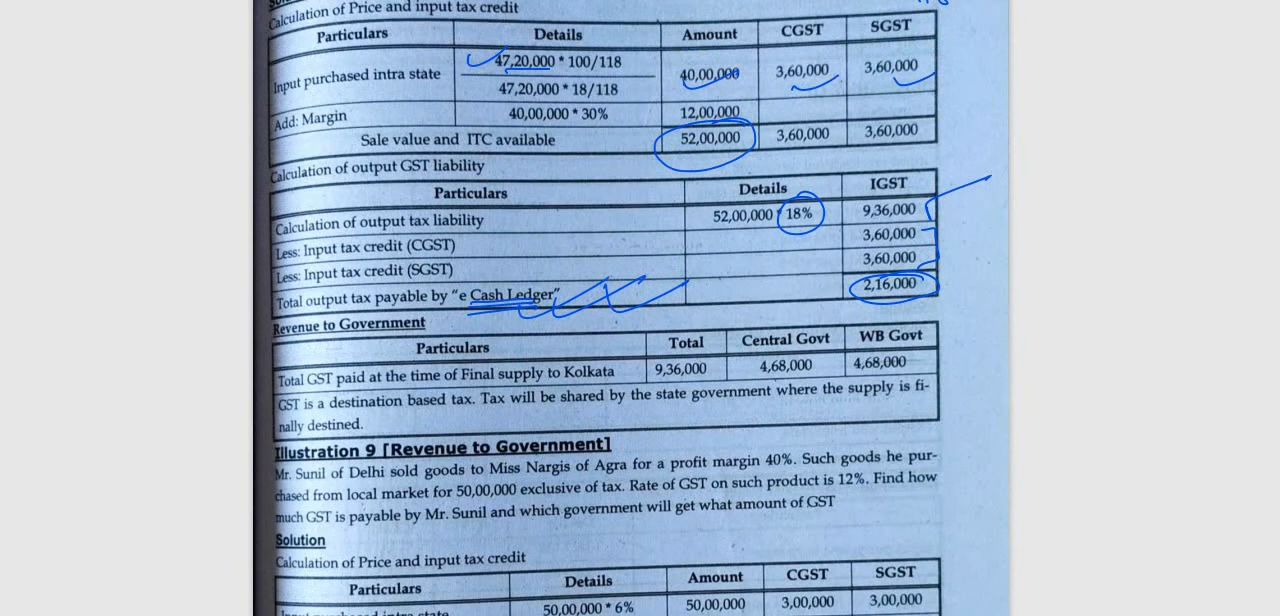 Calculation of Price and input tax credit
Particulars Details Amount CGST SGST
Input purchased intra state 47,20,000 * 100/118 40,00,000 3,60,000 3,60,000
47,20,000 * 18/118
Add: Margin 40,00,000 * 30% 12,00,000
Sale value and ITC available 52,00,000 3,60,000 3,60,000
Calculation of output GST liability
Particulars Details IGST
Calculation of output tax liability 52,00,000 * 18% 9,36,000
Less: Input tax credit (CGST) 3,60,000
Less: Input tax credit (SGST) 3,60,000
Total output tax payable by "e Cash Ledger" 2,16,000
Revenue to Government
Particulars Total Central Govt WB Govt
Total GST paid at the time of Final supply to Kolkata 9,36,000 4,68,000 4,68,000
GST is a destination based tax. Tax will be shared by the state government where the supply is fi-
nally destined.
Illustration 9 [Revenue to Government]
Mr. Sunil of Delhi sold goods to Miss Nargis of Agra for a profit margin 40%. Such goods he pur-
chased from local market for 50,00,000 exclusive of tax. Rate of GST on such product is 12%. Find how
much GST is payable by Mr. Sunil and which government will get what amount of GST
Solution
Calculation of Price and input tax credit
Particulars Details Amount CGST SGST
50,00,000 * 6% 50,00,000 3,00,000 3,00,000